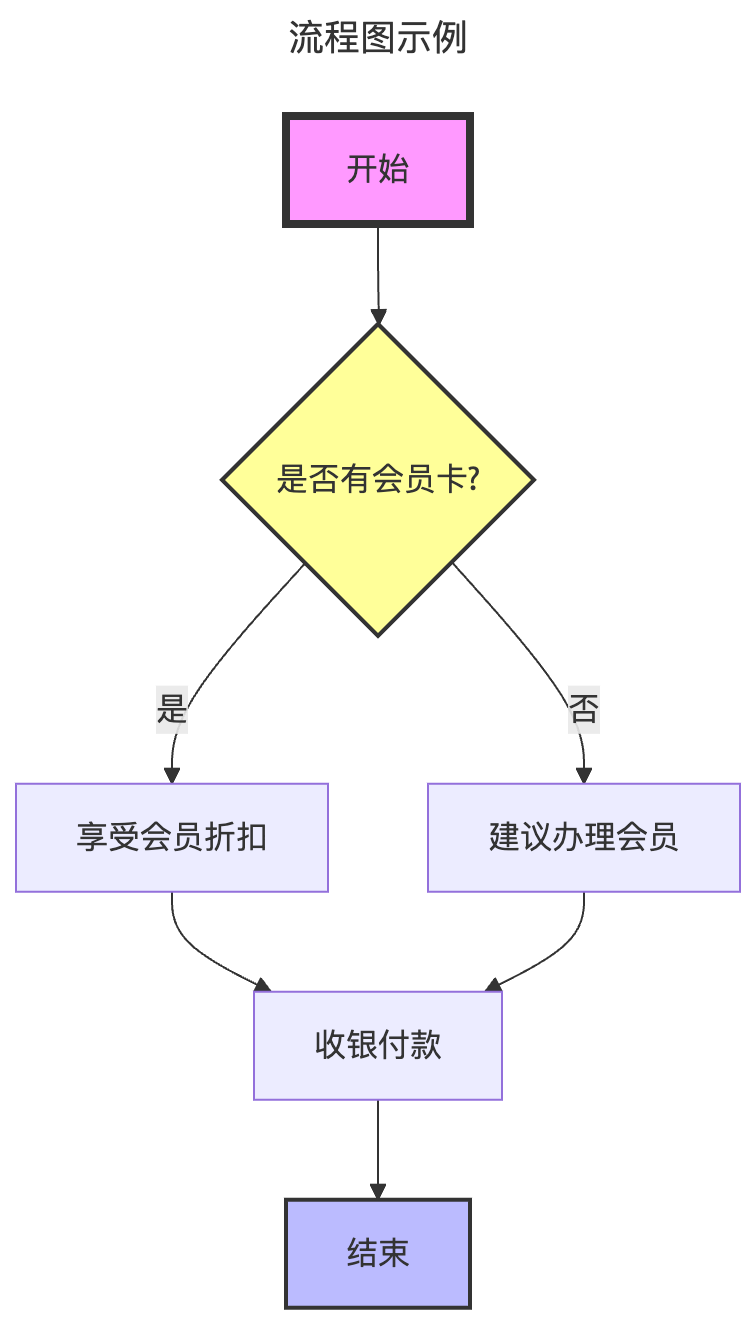 流程图示例
开始
是否有会员卡?
是
否
享受会员折扣
建议办理会员
收银付款
结束